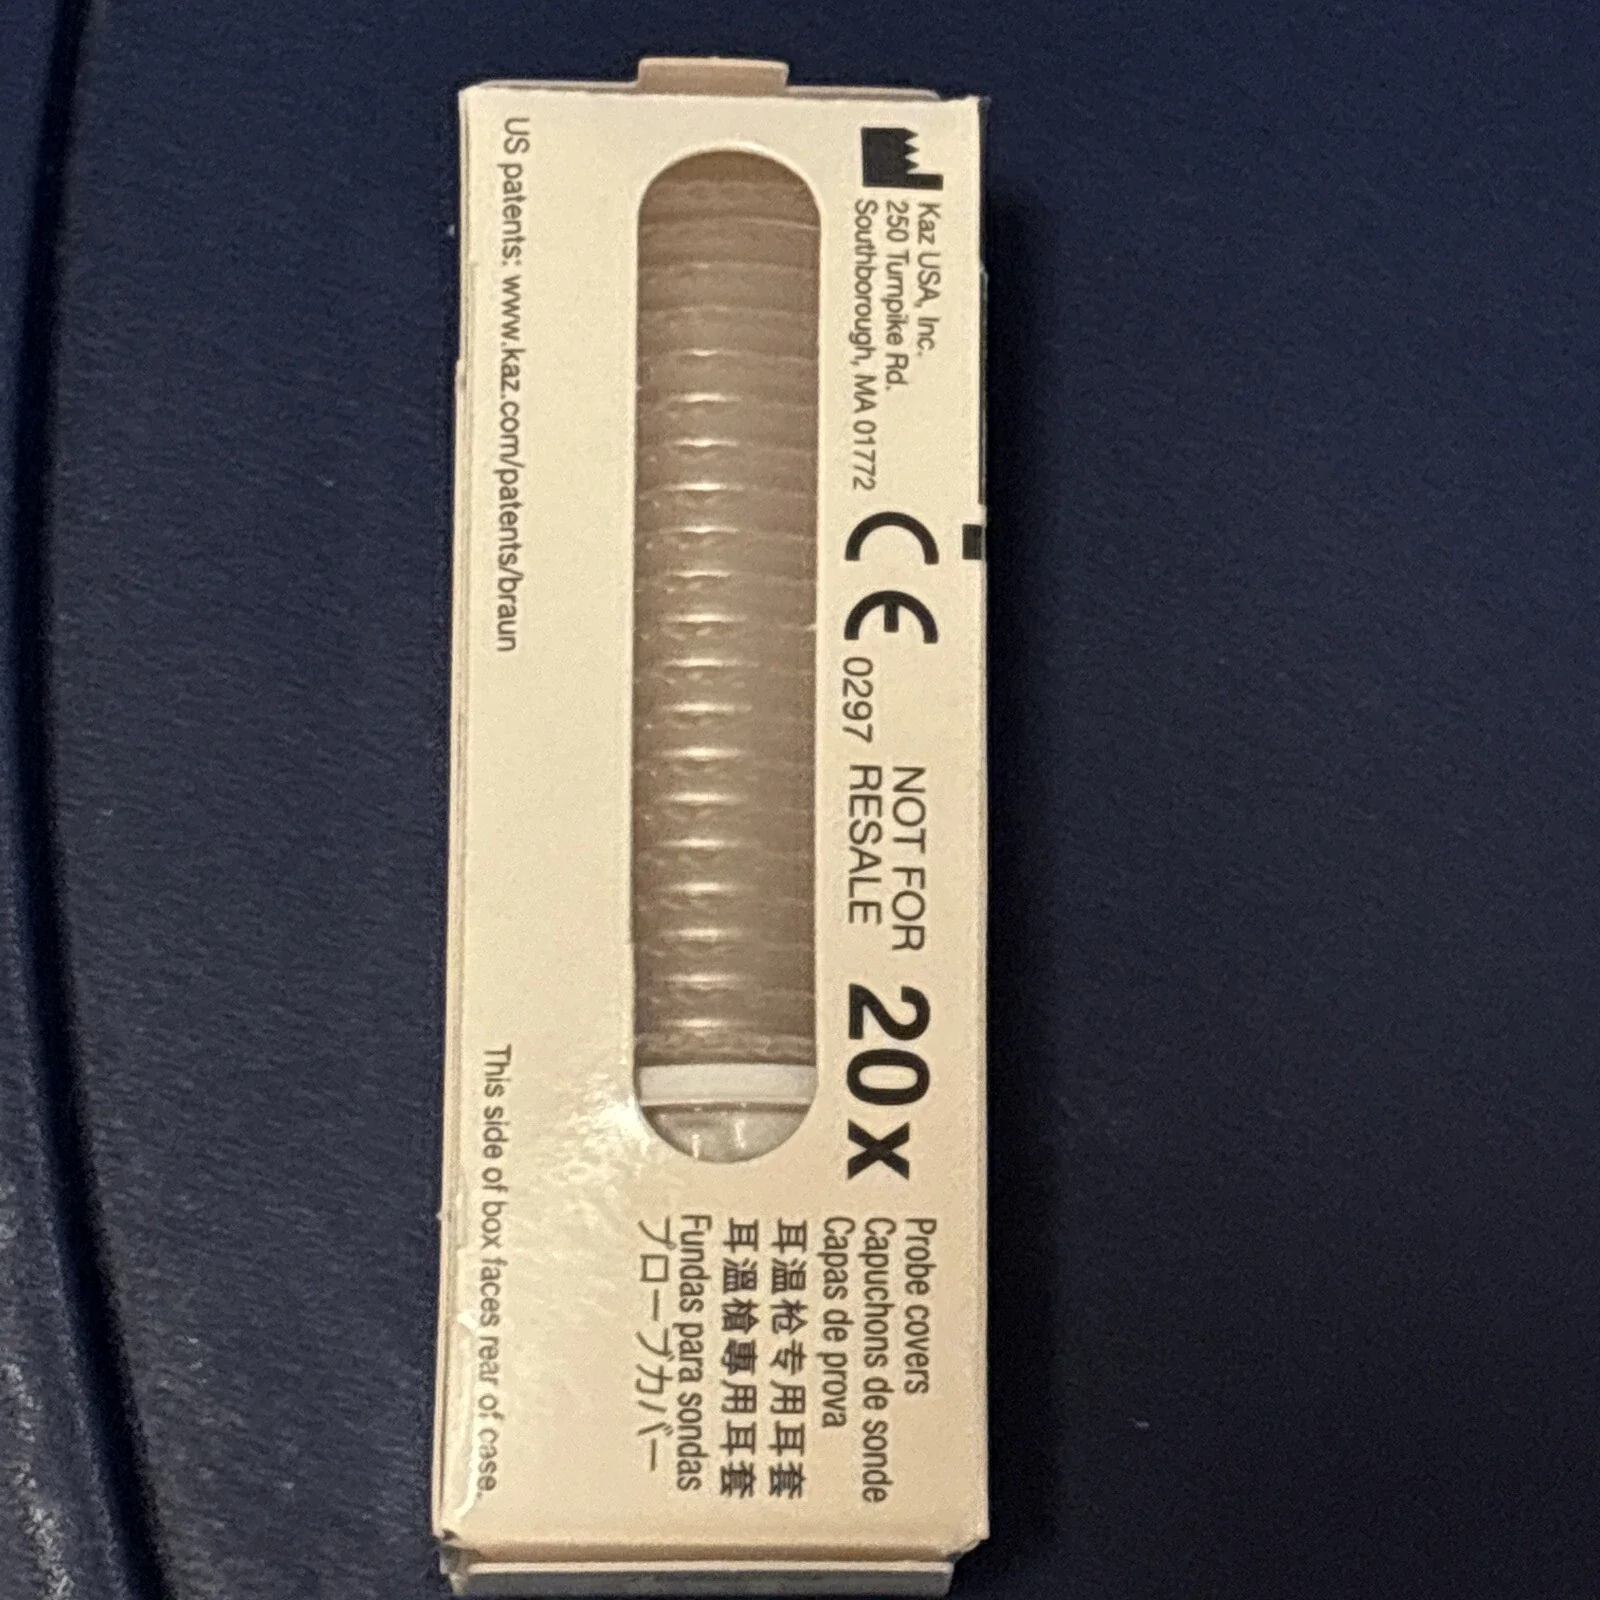 Kaz USA, Inc.
250 Turnpike Rd.
Southborough, MA 01772
CE 0297
NOT FOR
RESALE
20x
Probe covers
Capuchons de sonde
Capas de prova
耳温枪专用耳套
耳溫槍專用耳套
Fundas para sondas
プローブカバー
US patents: www.kaz.com/patents/braun
This side of box faces rear of case.